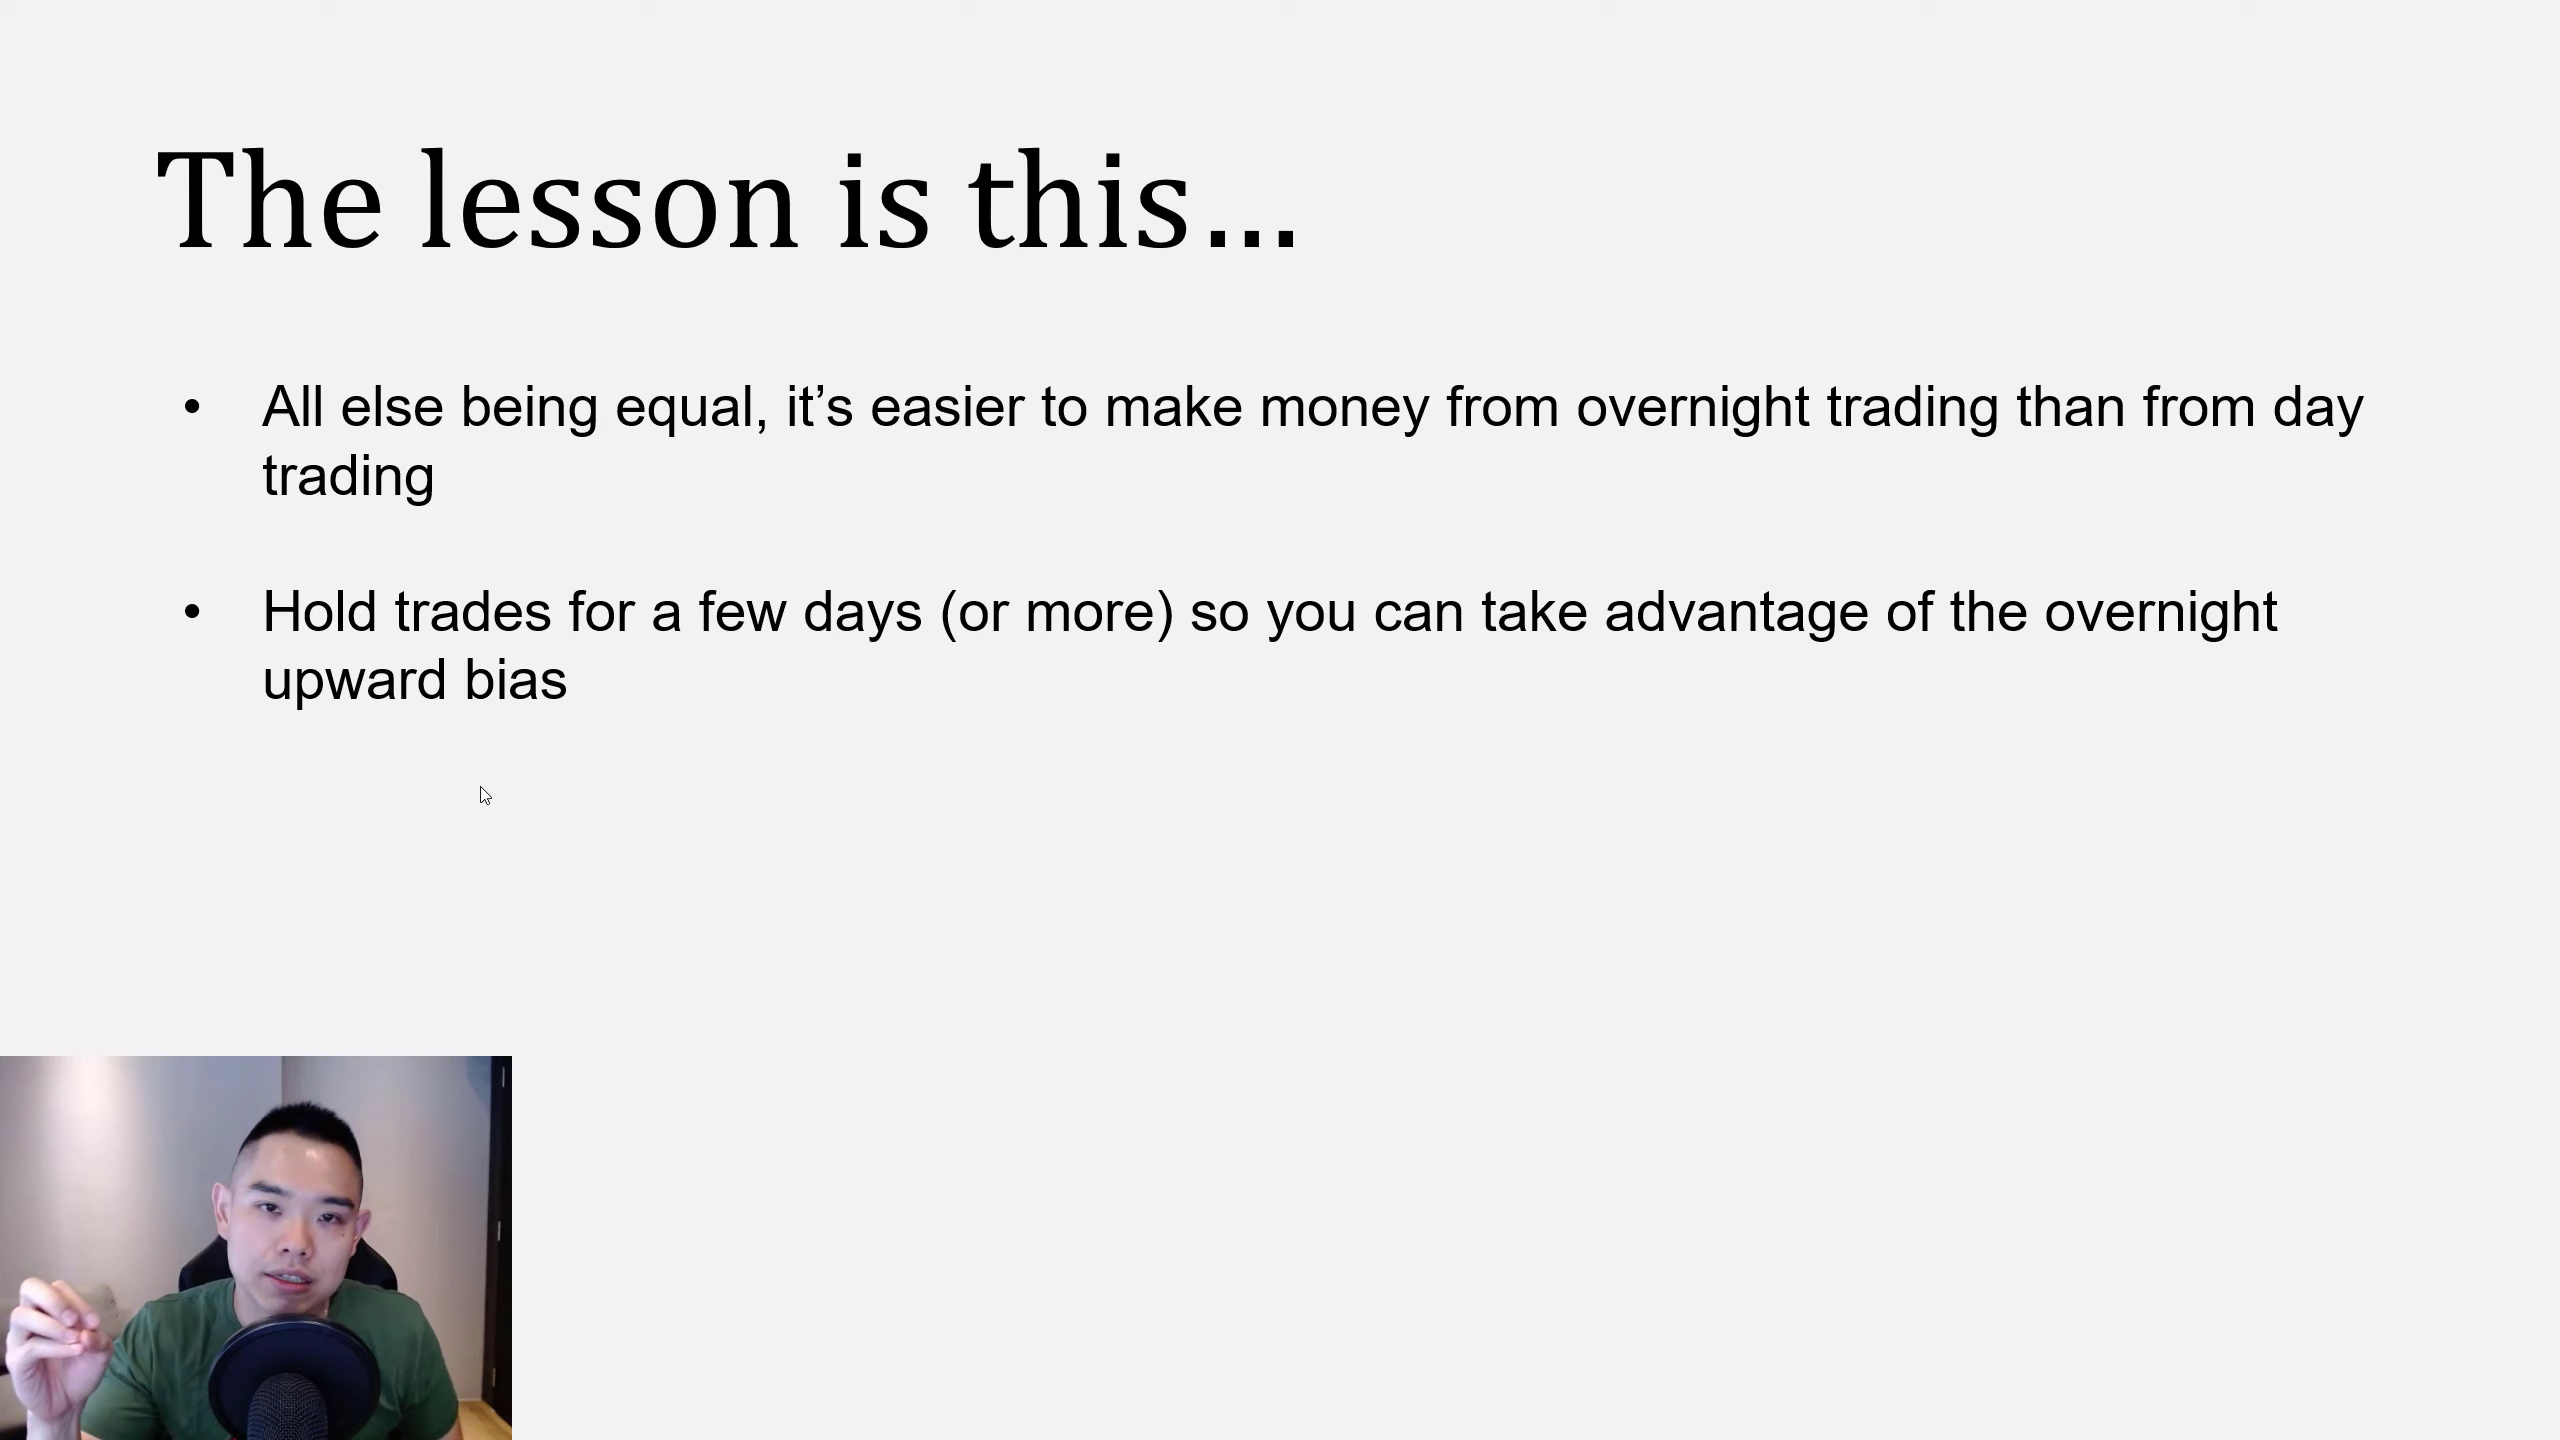 The lesson is this...
• All else being equal, it’s easier to make money from overnight trading than from day
trading
• Hold trades for a few days (or more) so you can take advantage of the overnight
upward bias